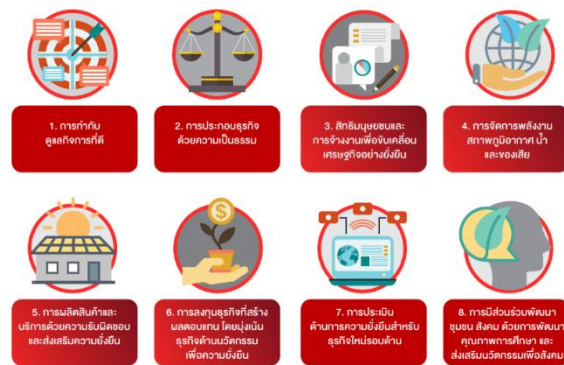 1. การกำกับ
ดูแลกิจการที่ดี
2. การประกอบธุรกิจ
ด้วยความเป็นธรรม
3. สิทธิมนุษยชนและ
การจ้างงานเพื่อขับเคลื่อน
เศรษฐกิจอย่างยั่งยืน
4. การจัดการพลังงาน
สภาพภูมิอากาศ น้ำ
และของเสีย
5. การผลิตสินค้าและ
บริการด้วยความรับผิดชอบ
และส่งเสริมความยั่งยืน
6. การลงทุนธุรกิจที่สร้าง
ผลตอบแทน โดยมุ่งเน้น
ธุรกิจด้านนวัตกรรม
เพื่อความยั่งยืน
7. การประเมิน
ด้านการความยั่งยืนสำหรับ
ธุรกิจใหม่รอบด้าน
8. การมีส่วนร่วมพัฒนา
ชุมชน สังคม ด้วยการพัฒนา
คุณภาพการศึกษา และ
ส่งเสริมนวัตกรรมเพื่อสังคม